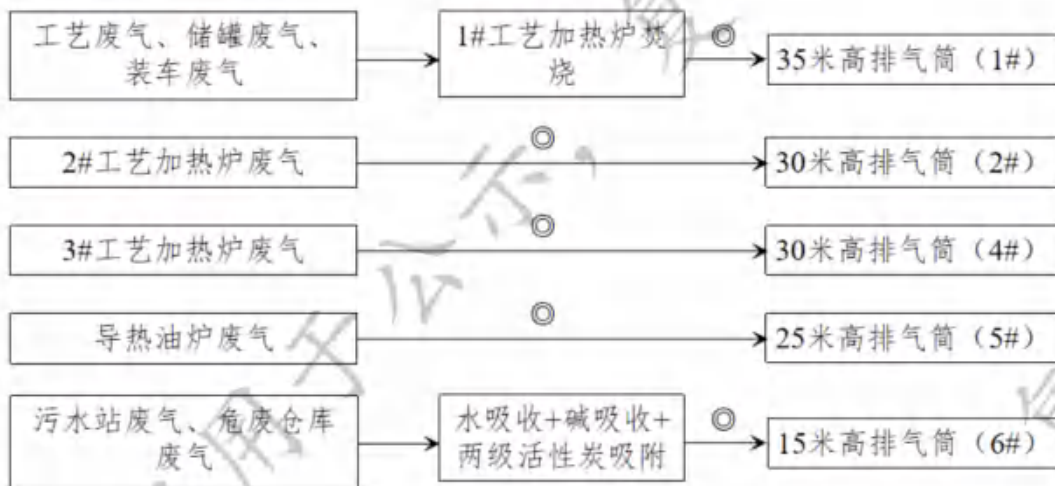 工艺废气、储罐废气、
装车废气
1#工艺加热炉焚
烧
◎
35米高排气筒（1#）
2#工艺加热炉废气
◎
30米高排气筒（2#）
3#工艺加热炉废气
◎
30米高排气筒（4#）
导热油炉废气
◎
25米高排气筒（5#）
污水站废气、危废仓库
废气
水吸收+碱吸收+
两级活性炭吸附
◎
15米高排气筒（6#）
用于公示，